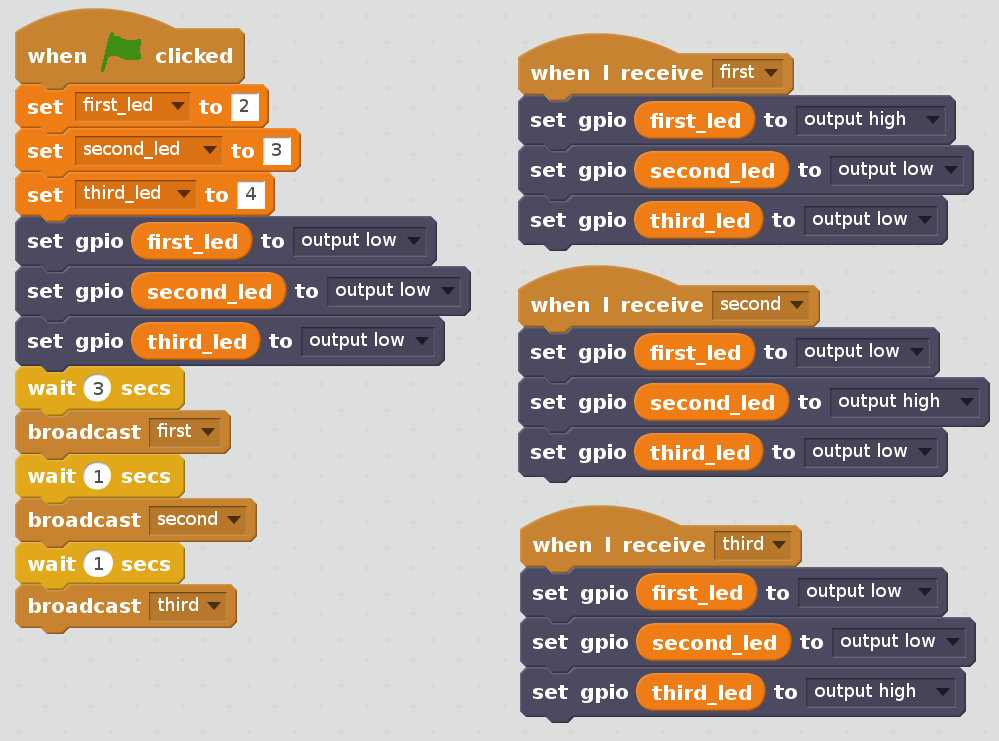 when clicked
set first_led to 2
set second_led to 3
set third_led to 4
set gpio first_led to output low
set gpio second_led to output low
set gpio third_led to output low
wait 3 secs
broadcast first
wait 1 secs
broadcast second
wait 1 secs
broadcast third
when I receive first
set gpio first_led to output high
set gpio second_led to output low
set gpio third_led to output low
when I receive second
set gpio first_led to output low
set gpio second_led to output high
set gpio third_led to output low
when I receive third
set gpio first_led to output low
set gpio second_led to output low
set gpio third_led to output high